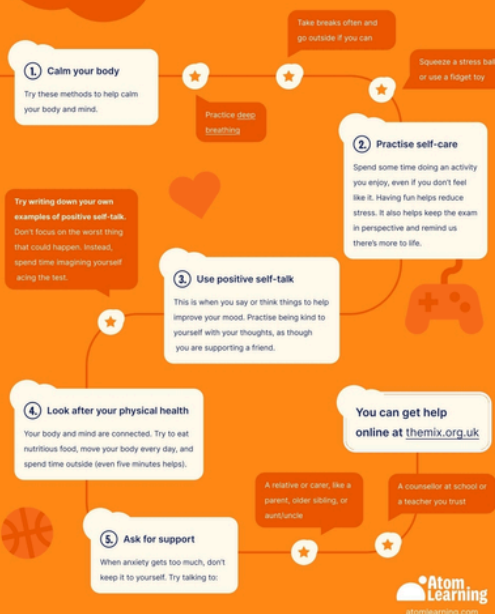 Take breaks often and
go outside if you can
1. Calm your body
Try these methods to help calm
your body and mind.
Squeeze a stress ball
or use a fidget toy
Practice deep
breathing
2. Practise self-care
Spend some time doing an activity
you enjoy, even if you don't feel
like it. Having fun helps reduce
stress. It also helps keep the exam
in perspective and remind us
there's more to life.
Try writing down your own
examples of positive self-talk.
Don't focus on the worst thing
that could happen. Instead,
spend time imagining yourself
acing the test.
3. Use positive self-talk
This is when you say or think things to help
improve your mood. Practise being kind to
yourself with your thoughts, as though
you are supporting a friend.
4. Look after your physical health
Your body and mind are connected. Try to eat
nutritious food, move your body every day, and
spend time outside (even five minutes helps).
You can get help
online at themix.org.uk
A relative or carer, like a
parent, older sibling, or
aunt/uncle
A counsellor at school or
a teacher you trust
5. Ask for support
When anxiety gets too much, don't
keep it to yourself. Try talking to:
Atom
Learning
atomlearning.com